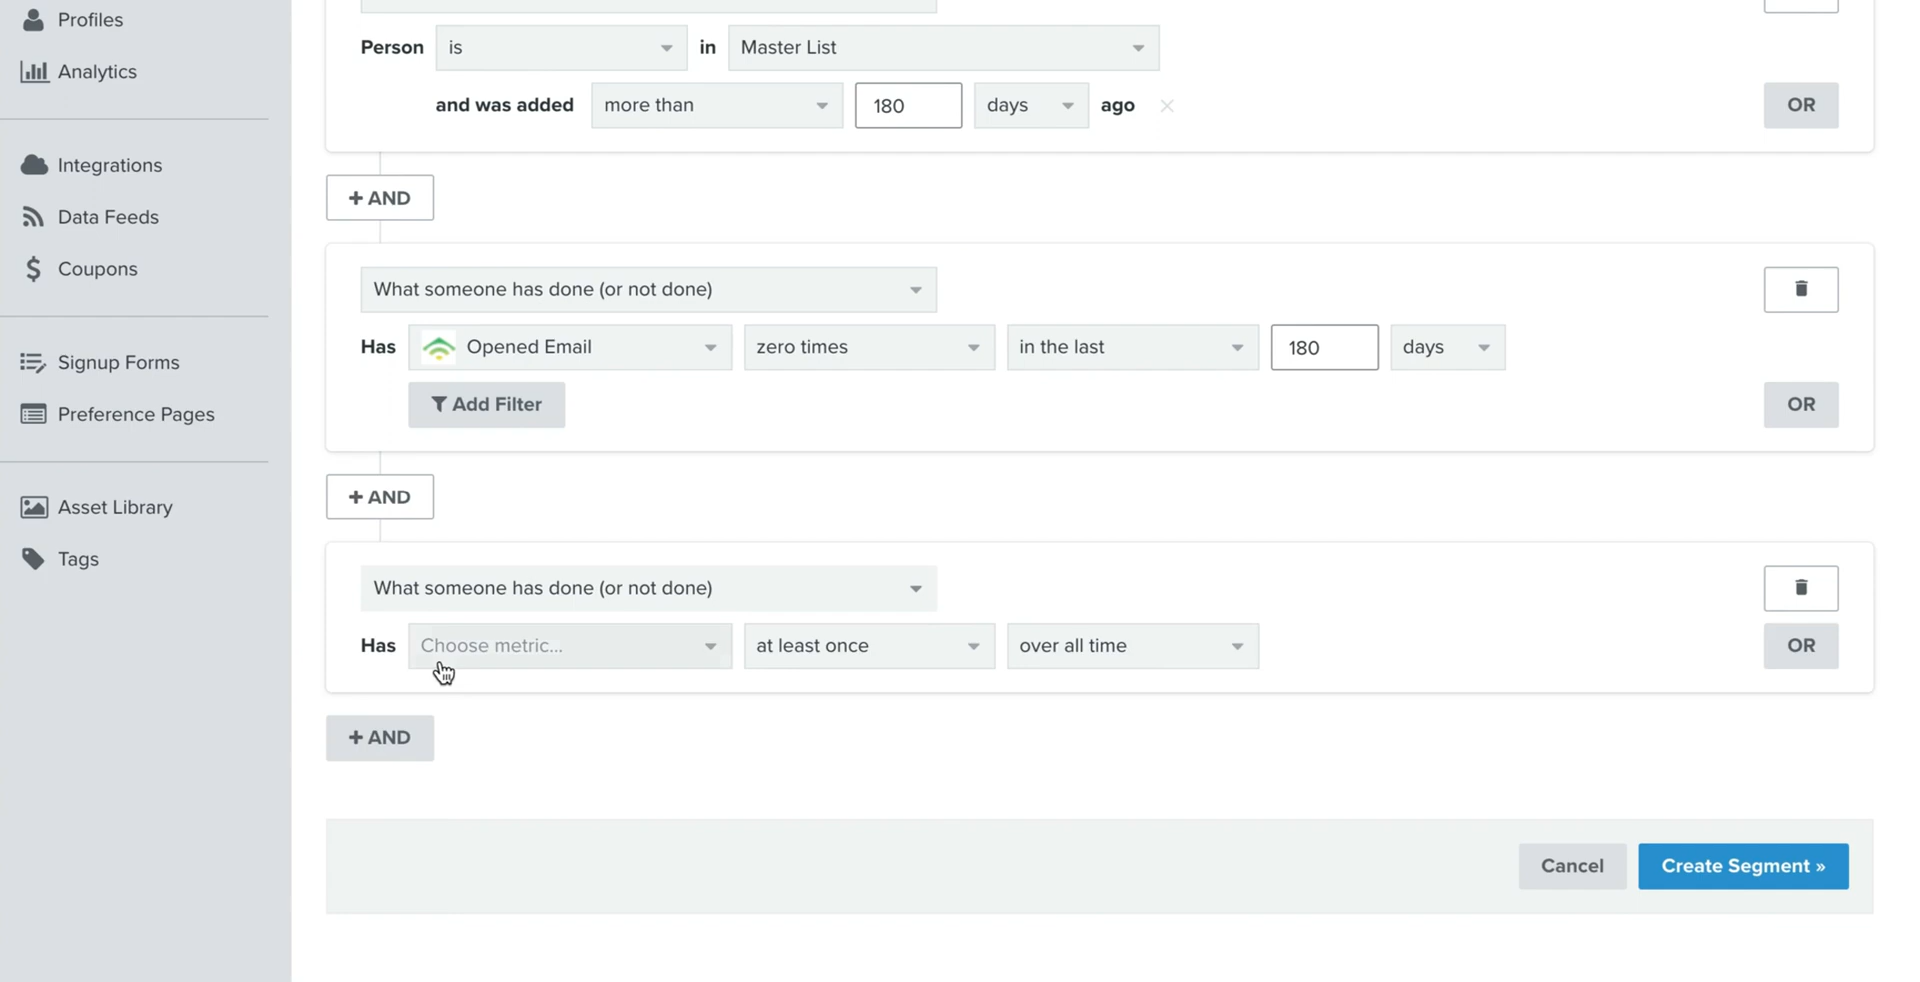 Profiles
Analytics
Integrations
Data Feeds
Coupons
Signup Forms
Preference Pages
Asset Library
Tags
Person is in Master List
and was added more than 180 days ago ×
OR
+ AND
What someone has done (or not done)
Has Opened Email zero times in the last 180 days
Add Filter
OR
+ AND
What someone has done (or not done)
Has Choose metric... at least once over all time
OR
+ AND
Cancel Create Segment »